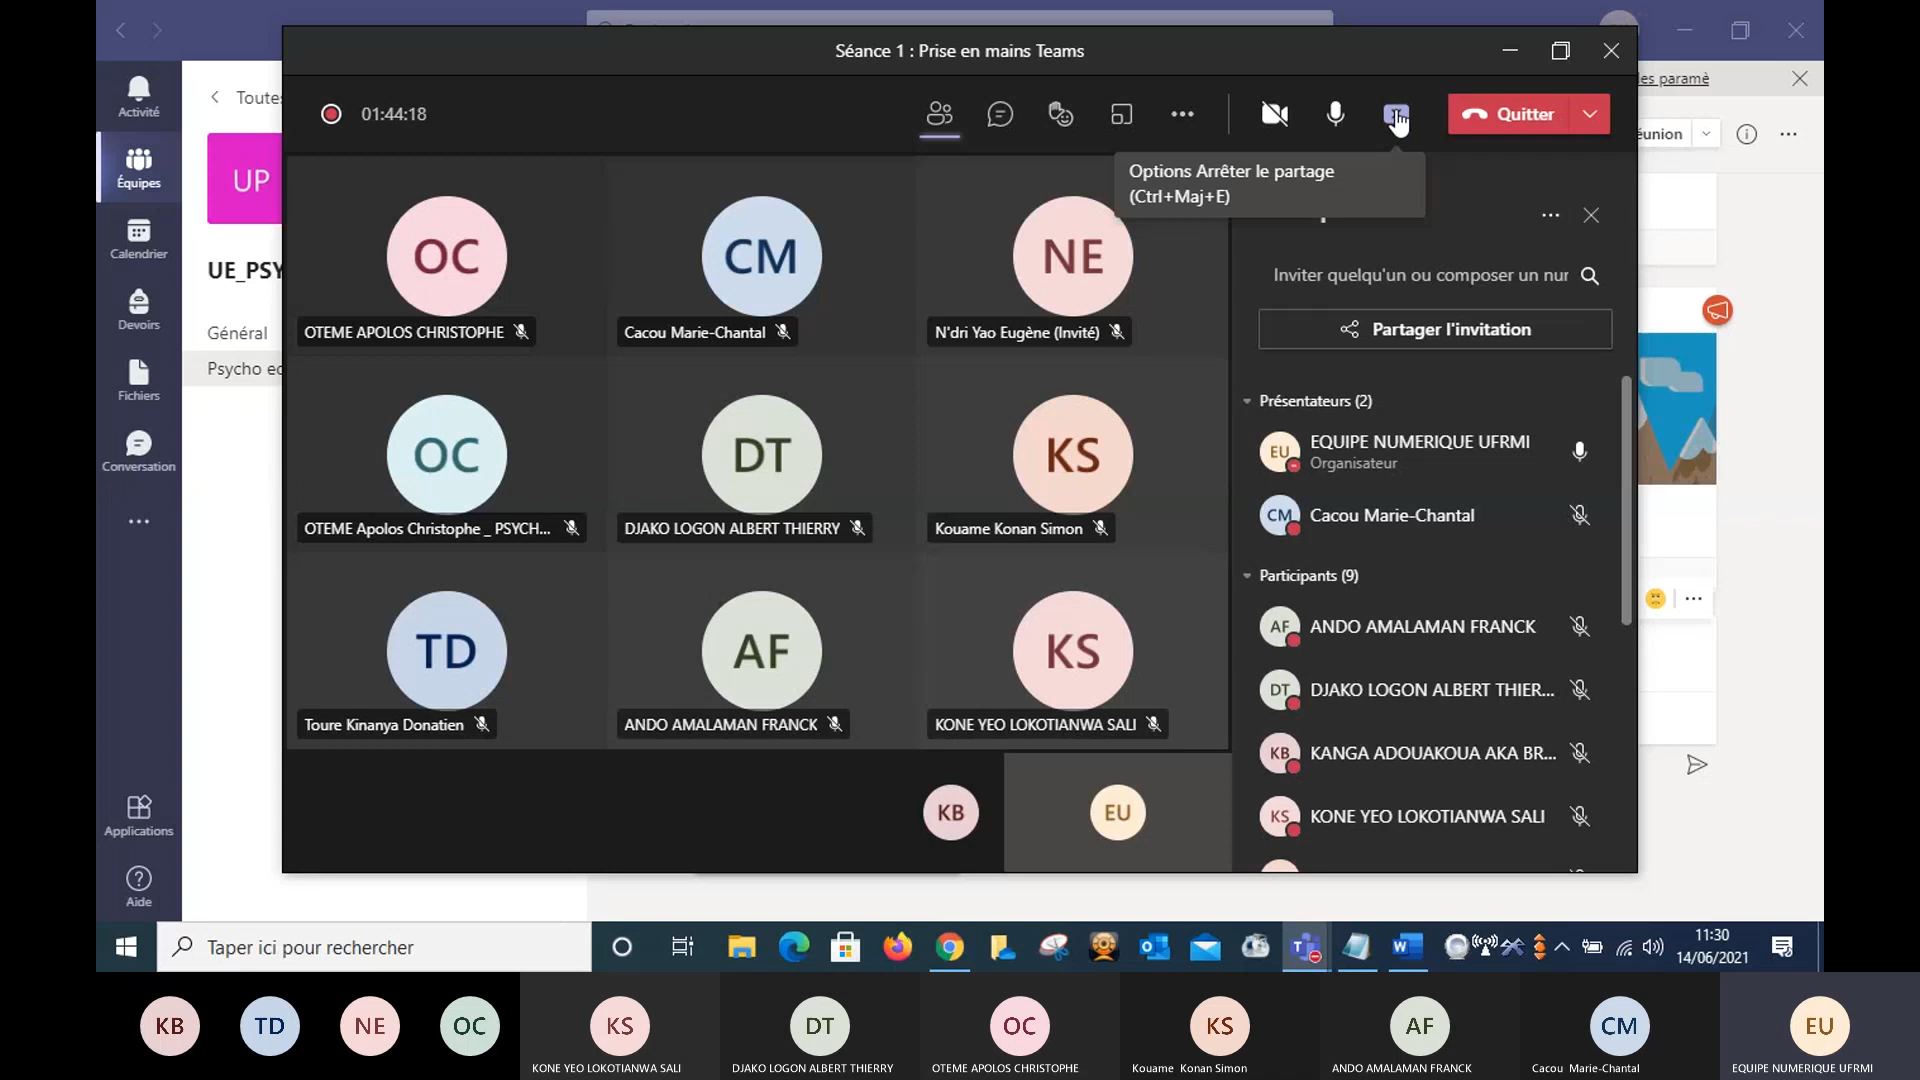 Séance 1 : Prise en mains Teams
01:44:18
Quitter
Options Arrêter le partage
(Ctrl+Maj+E)
les paramè
éunion
Activité
Équipes
Calendrier
Devoirs
Fichiers
Conversation
Applications
Aide
Toutes
UP
UE_PSY
Général
Psycho ed
OC
OTEME APOLOS CHRISTOPHE
CM
Cacou Marie-Chantal
NE
N'dri Yao Eugène (Invité)
OC
OTEME Apolos Christophe _ PSYCH...
DT
DJAKO LOGON ALBERT THIERRY
KS
Kouame Konan Simon
TD
Toure Kinanya Donatien
AF
ANDO AMALAMAN FRANCK
KS
KONE YEO LOKOTIANWA SALI
KB
EU
Inviter quelqu'un ou composer un nur
Partager l'invitation
Présentateurs (2)
EU
EQUIPE NUMERIQUE UFRMI
Organisateur
CM
Cacou Marie-Chantal
Participants (9)
AF
ANDO AMALAMAN FRANCK
DT
DJAKO LOGON ALBERT THIER...
KB
KANGA ADOUAKOUA AKA BR...
KS
KONE YEO LOKOTIANWA SALI
Taper ici pour rechercher
11:30
14/06/2021
KB
TD
NE
OC
KS
KONE YEO LOKOTIANWA SALI
DT
DJAKO LOGON ALBERT THIERRY
OC
OTEME APOLOS CHRISTOPHE
KS
Kouame Konan Simon
AF
ANDO AMALAMAN FRANCK
CM
Cacou Marie-Chantal
EU
EQUIPE NUMERIQUE UFRMI